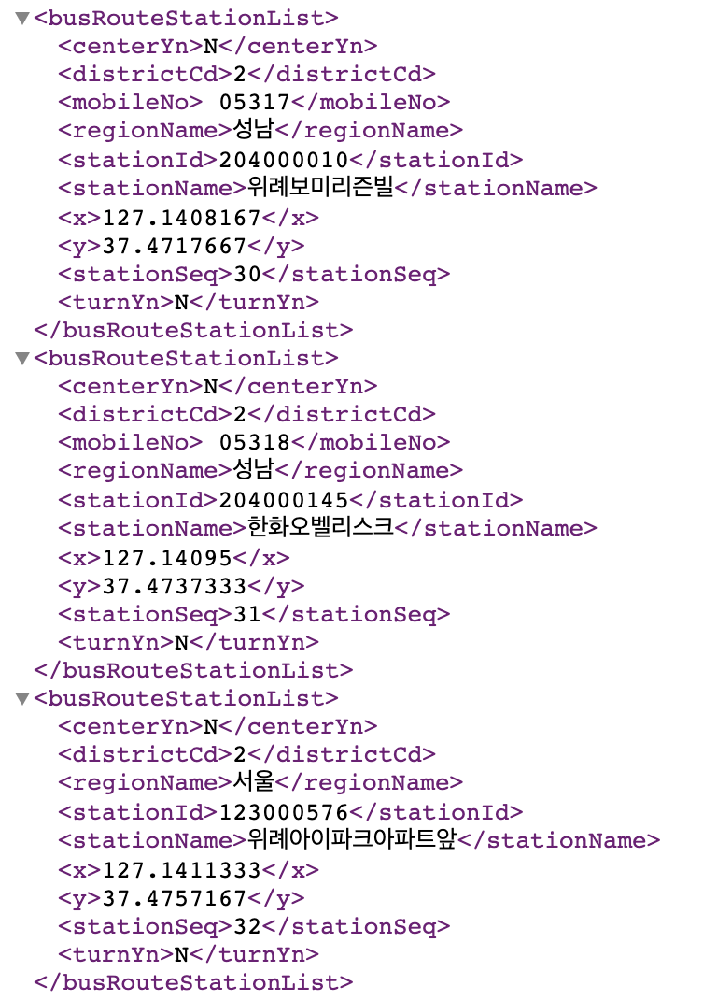 ▼<busRouteStationList>
<centerYn>N</centerYn>
<districtCd>2</districtCd>
<mobileNo> 05317</mobileNo>
<regionName>성남</regionName>
<stationId>204000010</stationId>
<stationName>위례보미리즌빌</stationName>
<x>127.1408167</x>
<y>37.4717667</y>
<stationSeq>30</stationSeq>
<turnYn>N</turnYn>
</busRouteStationList>
▼<busRouteStationList>
<centerYn>N</centerYn>
<districtCd>2</districtCd>
<mobileNo> 05318</mobileNo>
<regionName>성남</regionName>
<stationId>204000145</stationId>
<stationName>한화오벨리스크</stationName>
<x>127.14095</x>
<y>37.4737333</y>
<stationSeq>31</stationSeq>
<turnYn>N</turnYn>
</busRouteStationList>
▼<busRouteStationList>
<centerYn>N</centerYn>
<districtCd>2</districtCd>
<regionName>서울</regionName>
<stationId>123000576</stationId>
<stationName>위례아이파크아파트앞</stationName>
<x>127.1411333</x>
<y>37.4757167</y>
<stationSeq>32</stationSeq>
<turnYn>N</turnYn>
</busRouteStationList>